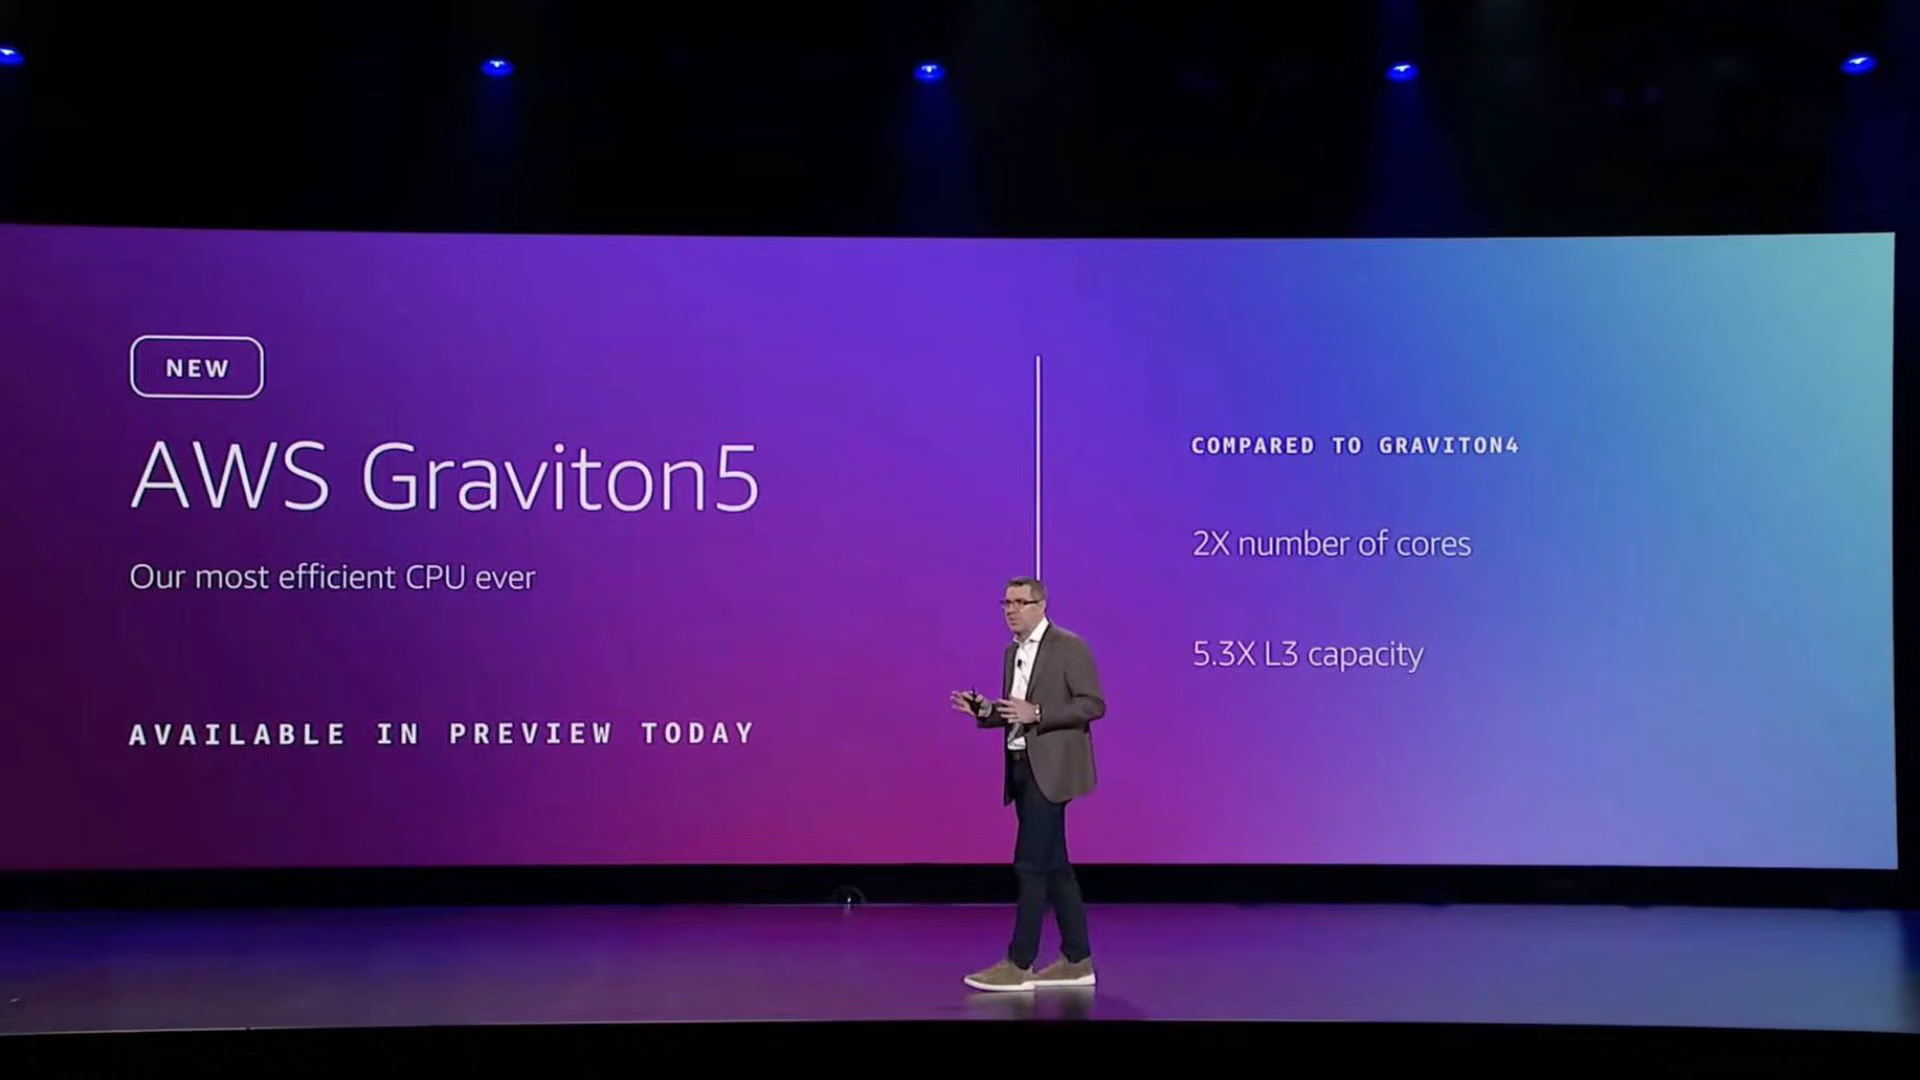 NEW
AWS Graviton5
Our most efficient CPU ever
AVAILABLE IN PREVIEW TODAY
COMPARED TO GRAVITON4
2X number of cores
5.3X L3 capacity